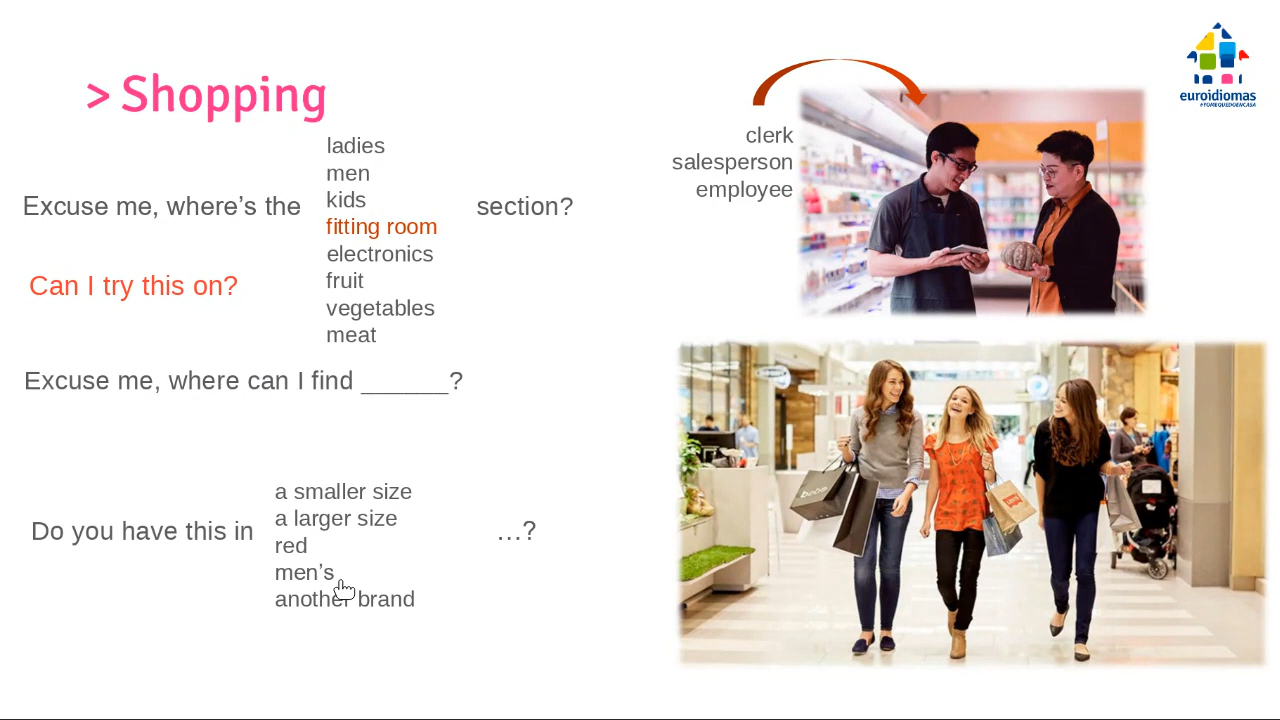 > Shopping
ladies
men
kids
Excuse me, where's the
section?
fitting room
electronics
Can I try this on?
fruit
vegetables
meat
Excuse me, where can I find ______?
a smaller size
a larger size
Do you have this in
…?
red
men's
another brand
clerk
salesperson
employee
euroidiomas
#YOMEQUEDOENCASA